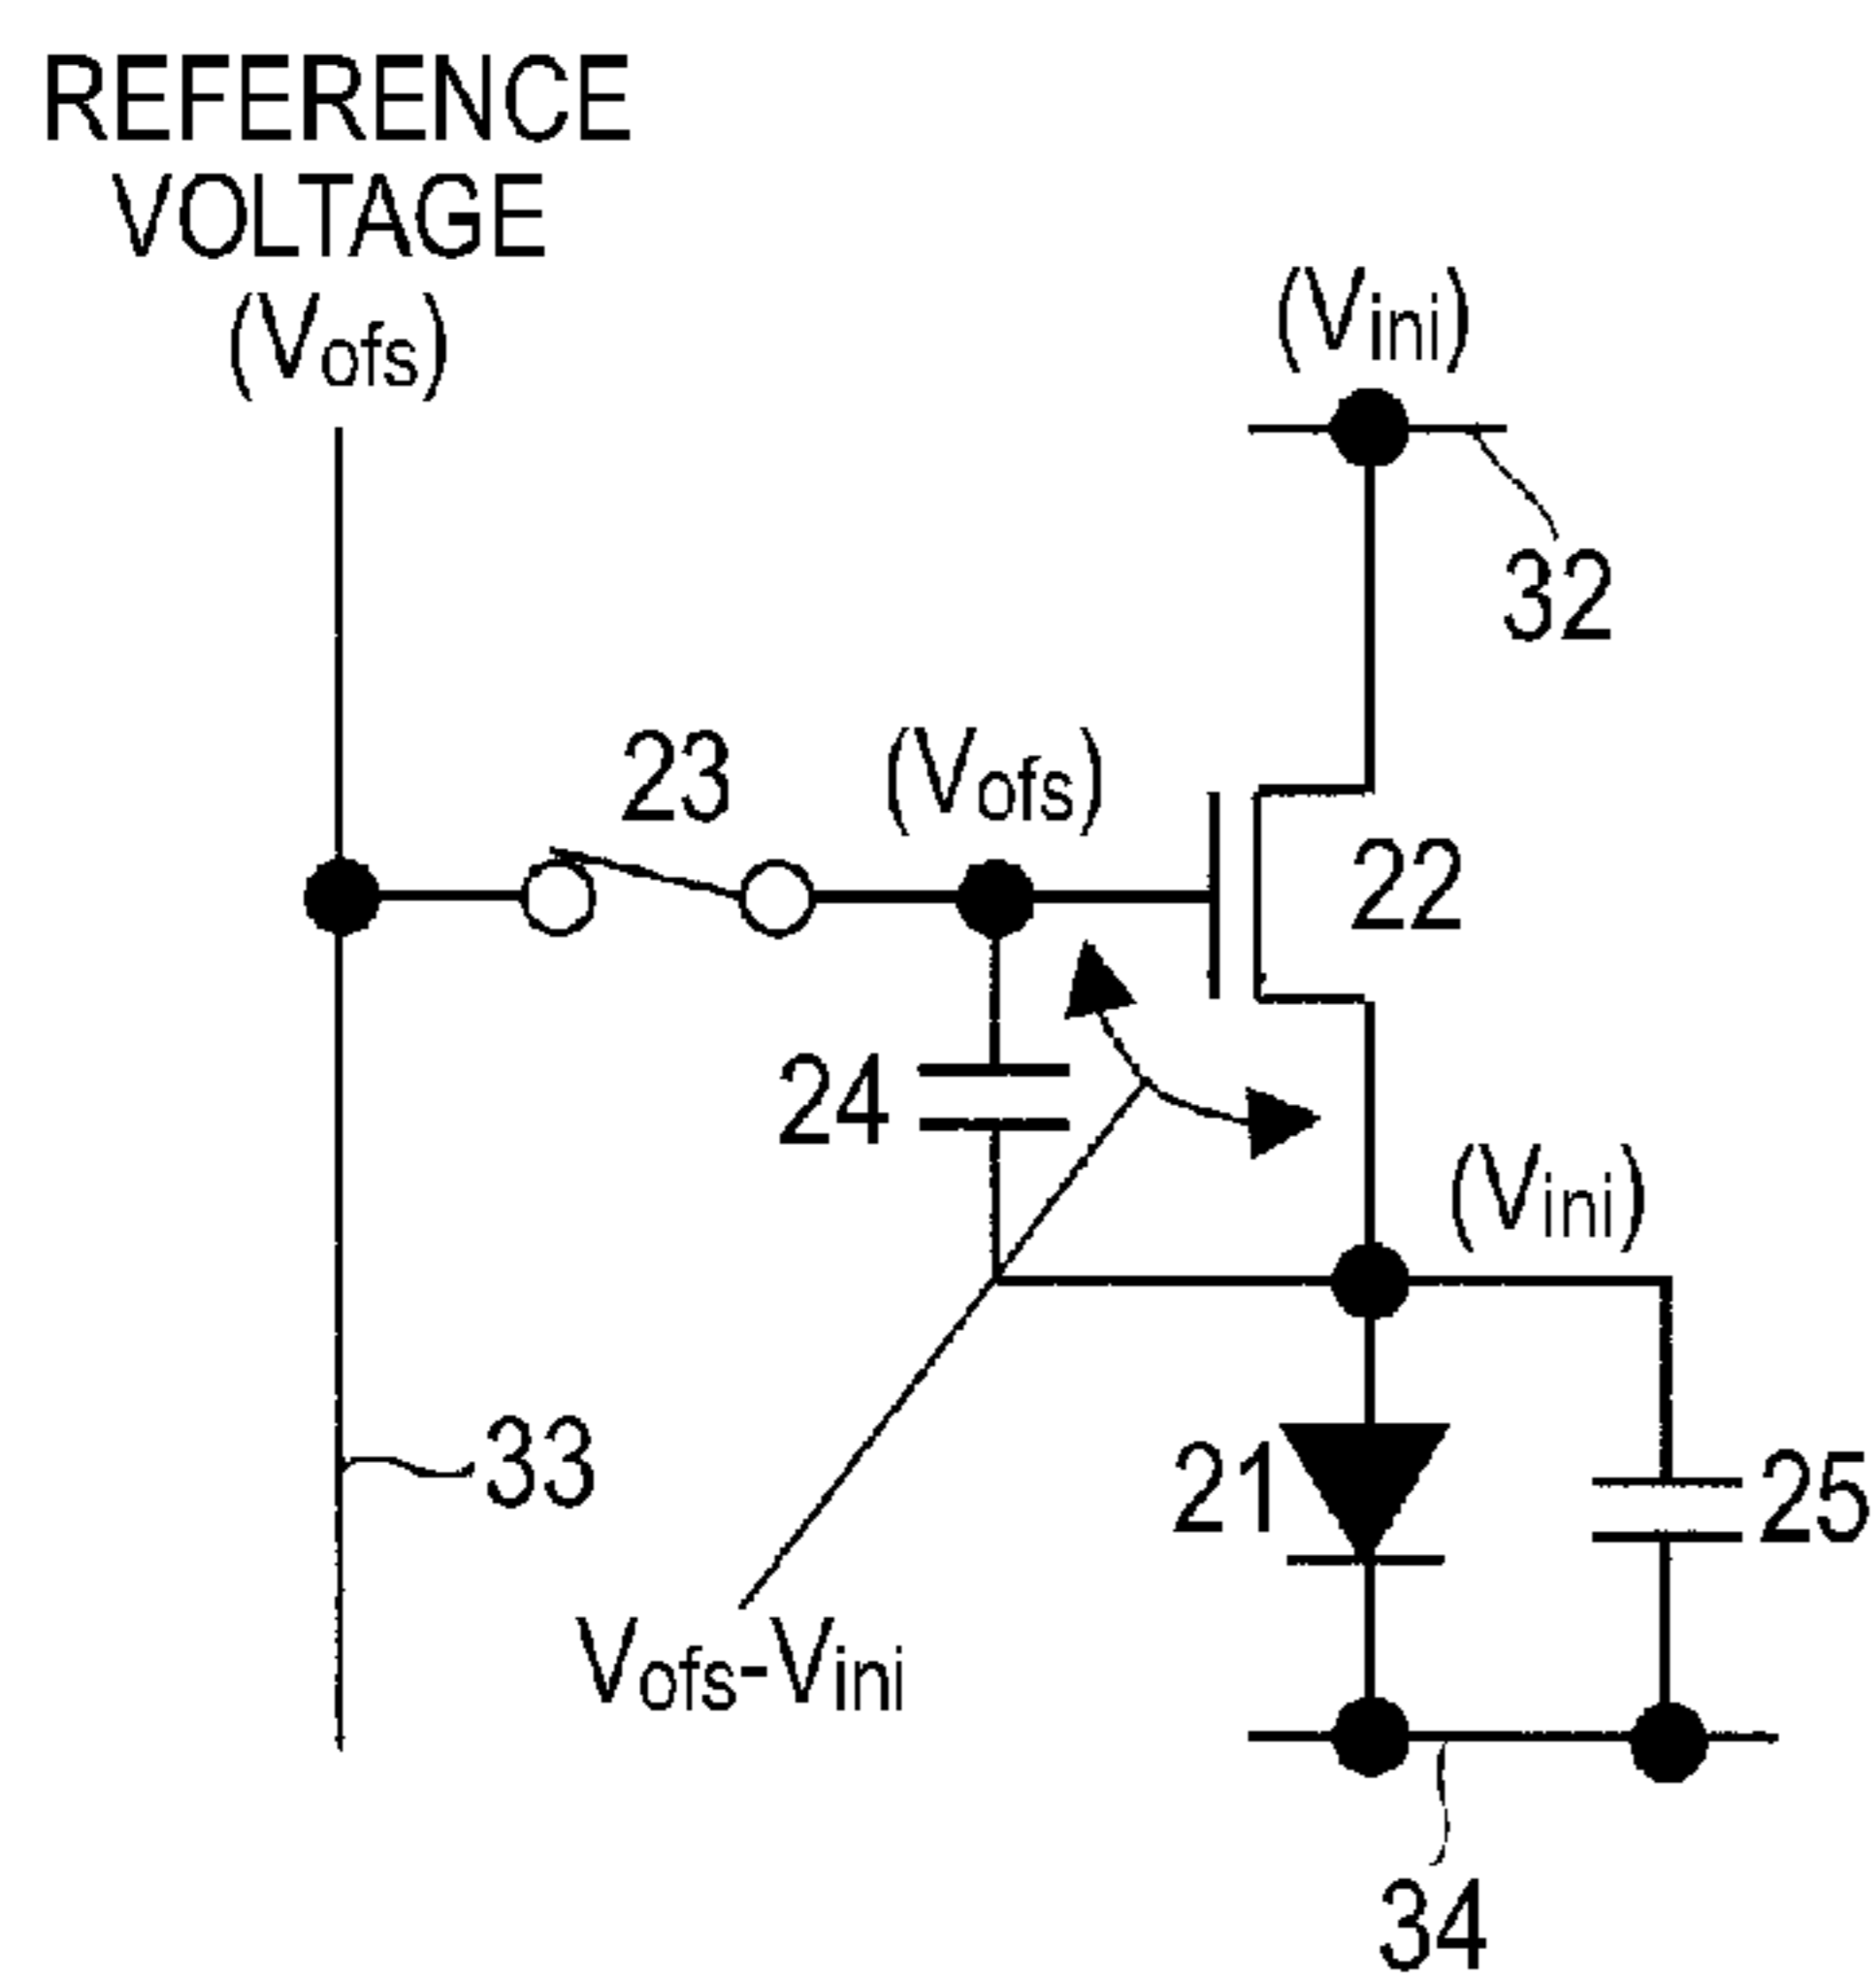 REFERENCE
VOLTAGE
(Vofs)
(Vini)
32
23
(Vofs)
22
24
(Vini)
33
21
25
Vofs-Vini
34